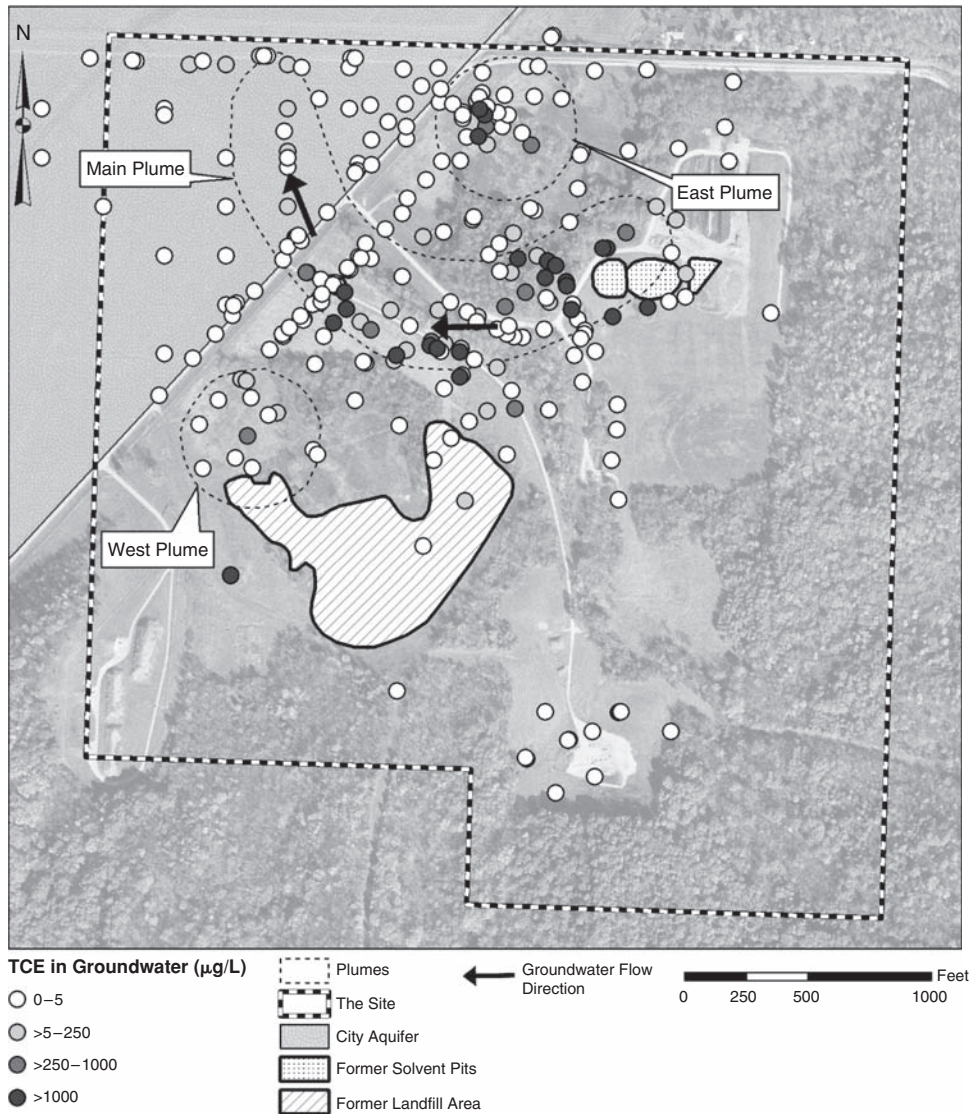 N
Main Plume
East Plume
West Plume
TCE in Groundwater (μg/L)
0–5
>5–250
>250–1000
>1000
Plumes
The Site
City Aquifer
Former Solvent Pits
Former Landfill Area
Groundwater Flow
Direction
Feet
0 250 500 1000